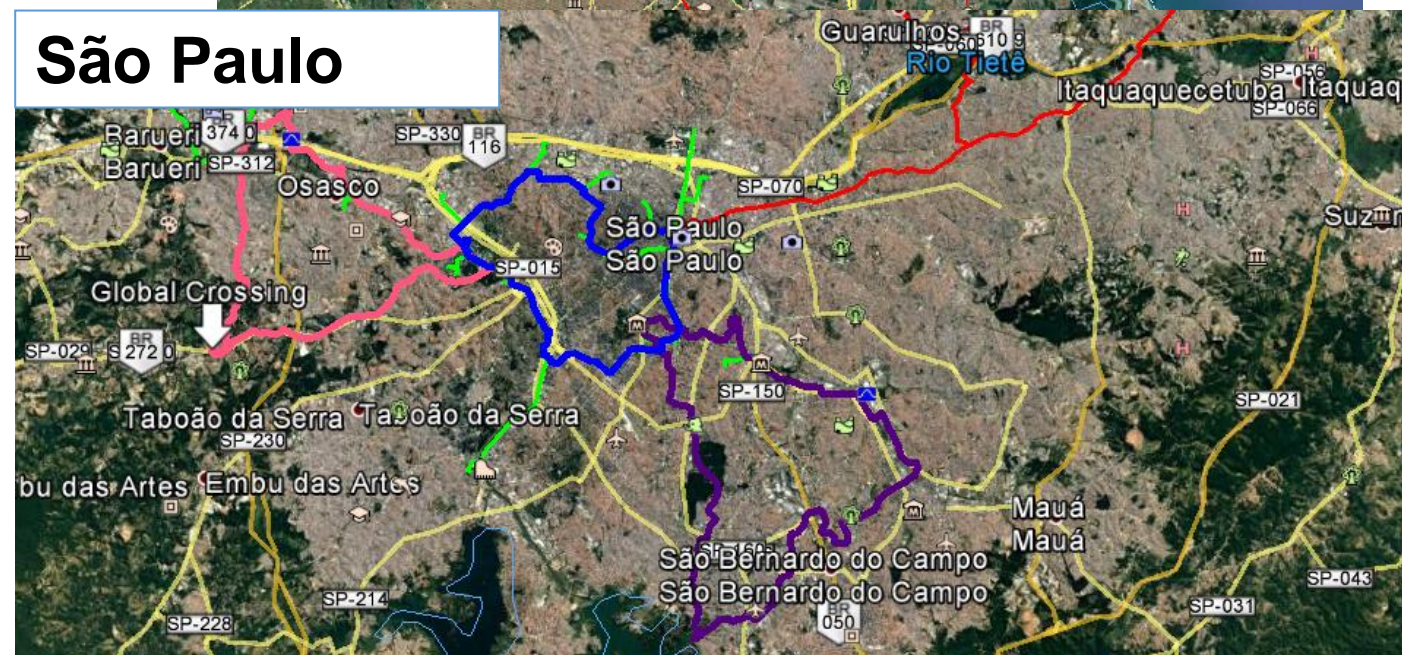 São Paulo
Guarulhos
BR
610
Rio Tietê
SP-056
Itaquaquecetuba
Itaquaq
SP-066
Barueri
374
SP-330
BR
116
Barueri
SP-312
Osasco
SP-070
São Paulo
Suz
São Paulo
SP-015
Global Crossing
SP-029
BR
272
SP-150
SP-021
Taboão da Serra
Taboão da Serra
SP-230
bu das Artes
Embu das Artes
Mauá
Mauá
São Bernardo do Campo
São Bernardo do Campo
SP-043
SP-214
SP-031
BR
050
SP-228